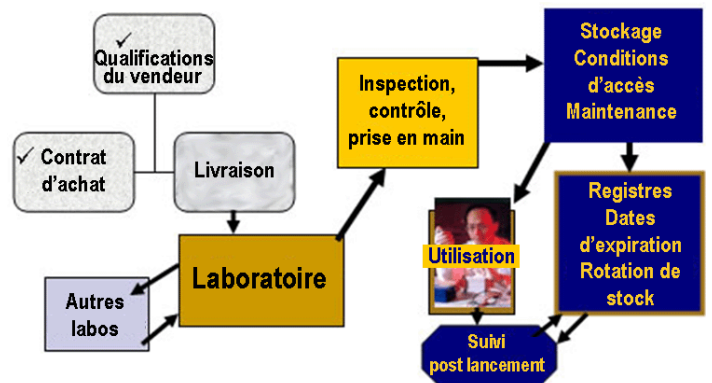 ✓
Qualifications
du vendeur
✓ Contrat
d'achat
Livraison
Laboratoire
Autres
labos
Inspection,
contrôle,
prise en main
Stockage
Conditions
d'accès
Maintenance
Utilisation
Registres
Dates
d'expiration
Rotation de
stock
Suivi
post lancement